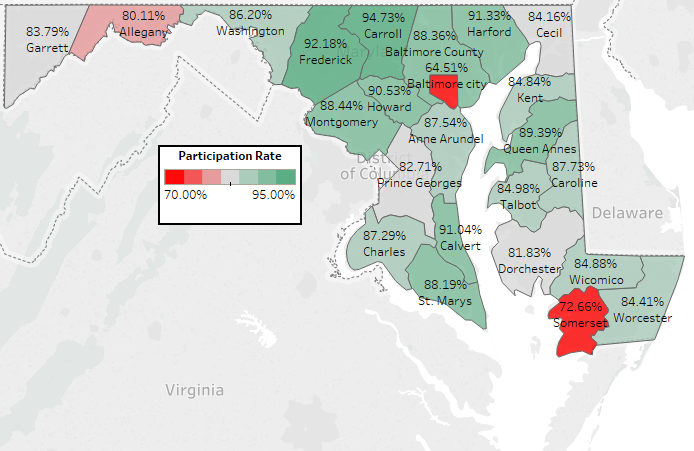 83.79%
Garrett
80.11%
Allegany
86.20%
Washington
92.18%
Frederick
94.73%
Carroll
88.36%
Baltimore County
91.33%
Harford
84.16%
Cecil
64.51%
Baltimore city
90.53%
Howard
88.44%
Montgomery
87.54%
Anne Arundel
84.84%
Kent
89.39%
Queen Annes
87.73%
Caroline
84.98%
Talbot
82.71%
Prince Georges
District
of Colu
87.29%
Charles
91.04%
Calvert
88.19%
St. Marys
81.83%
Dorchester
84.88%
Wicomico
72.66%
Somerset
84.41%
Worcester
Delaware
Virginia
Participation Rate
70.00% 95.00%